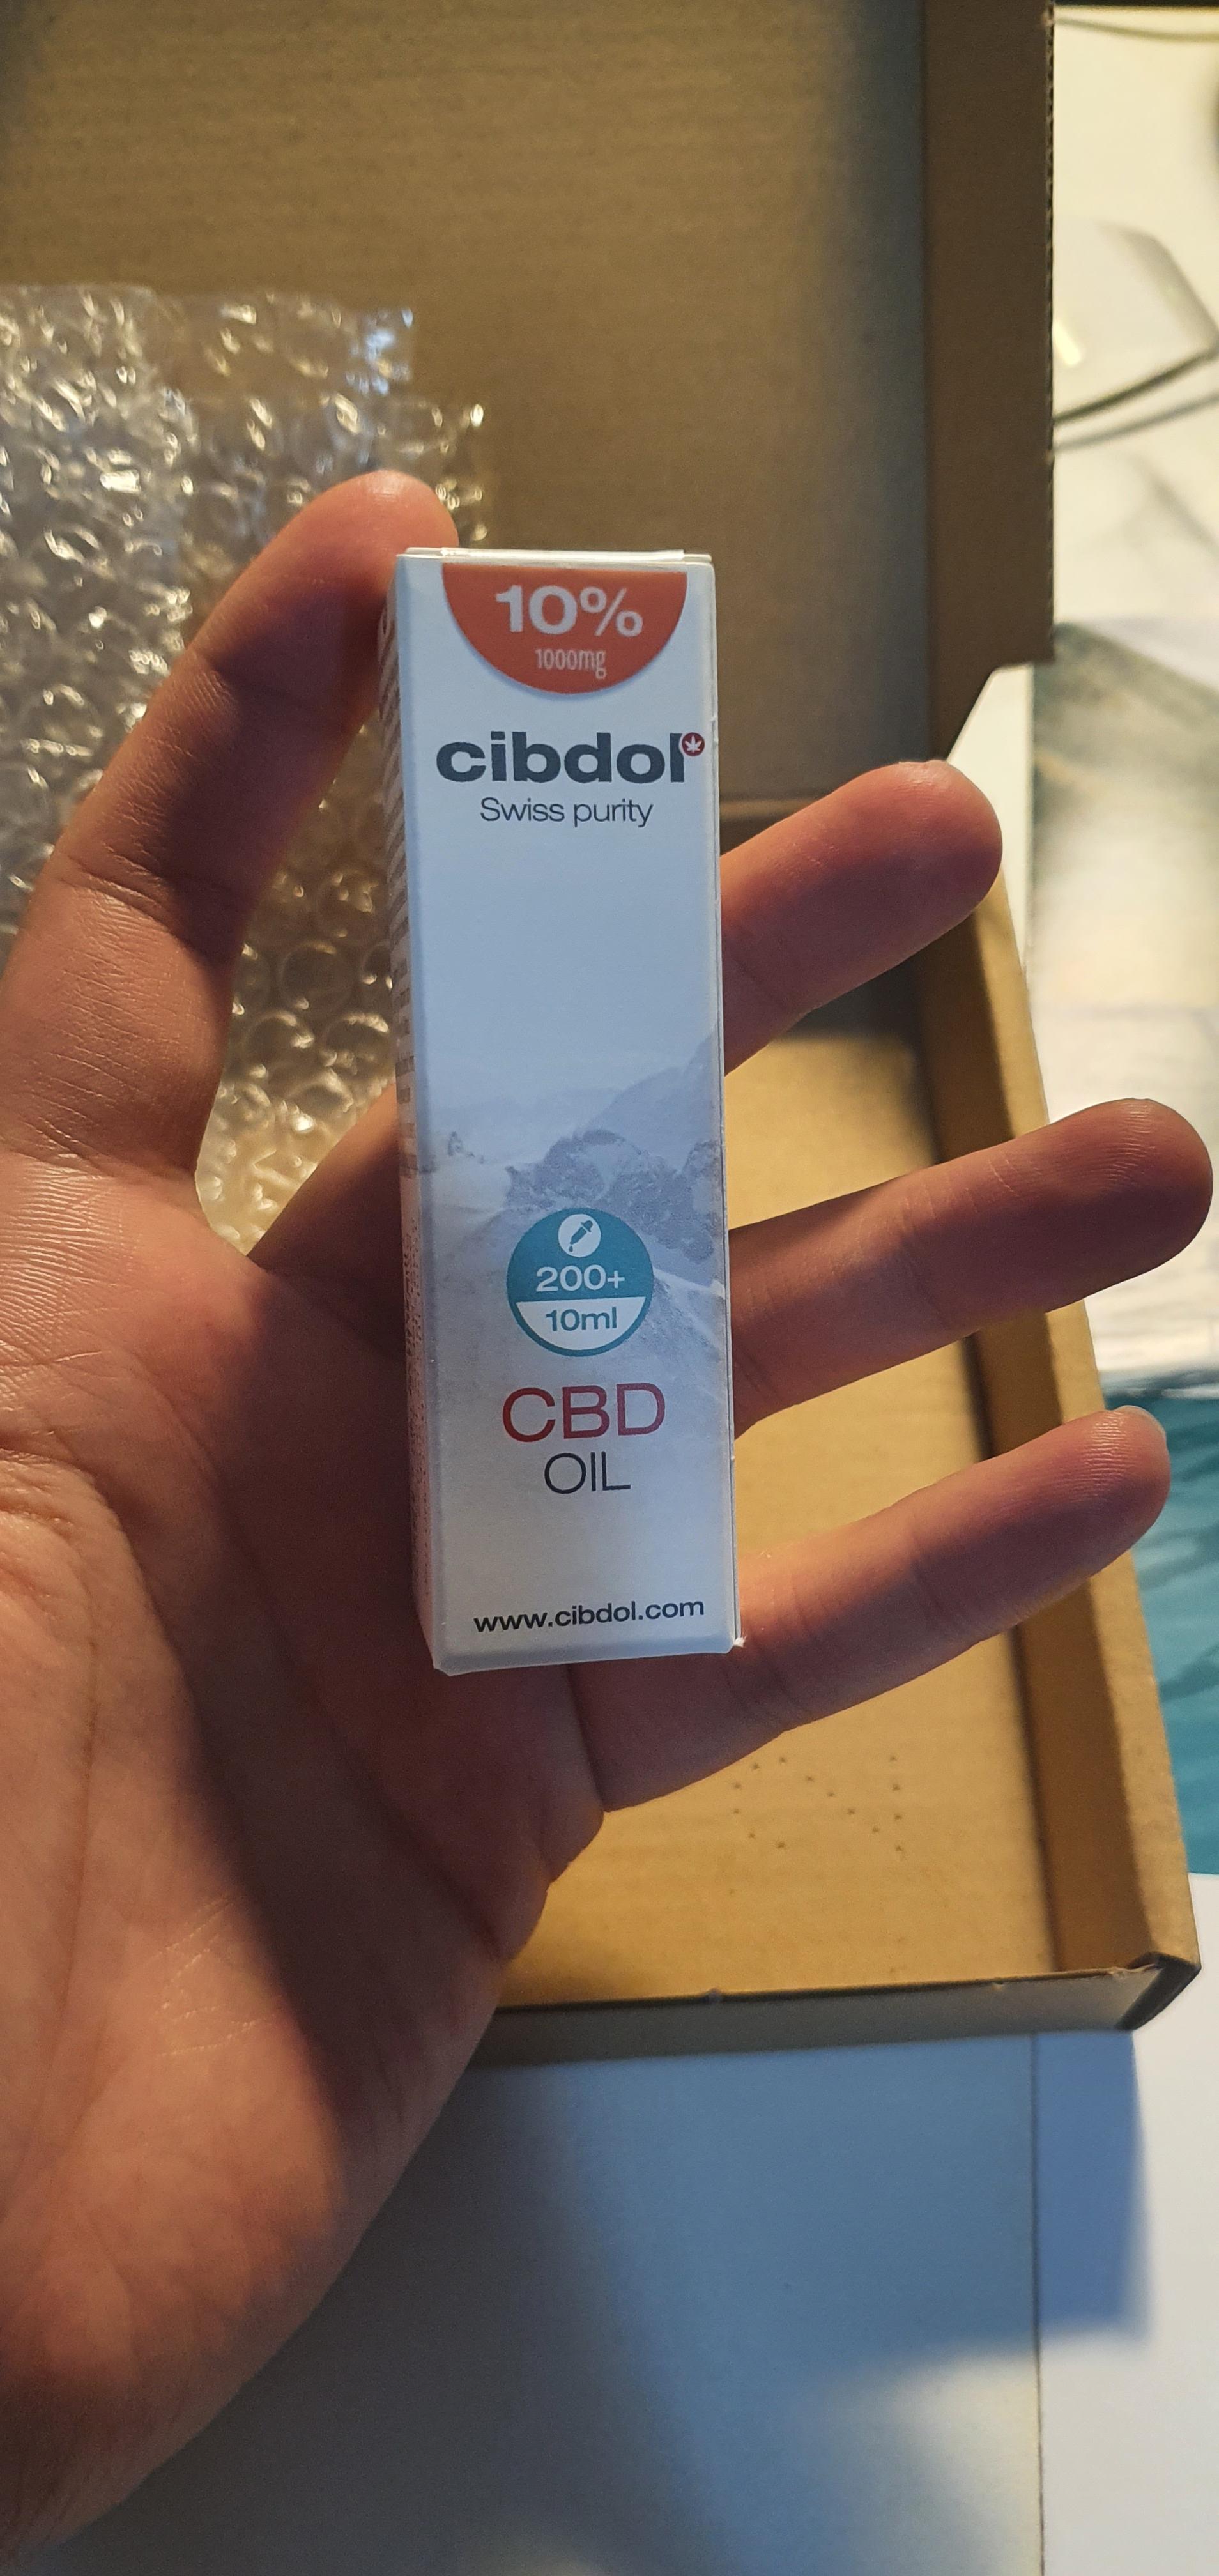 10%
1000mg
cibdol
Swiss purity
200+
10ml
CBD
OIL
www.cibdol.com